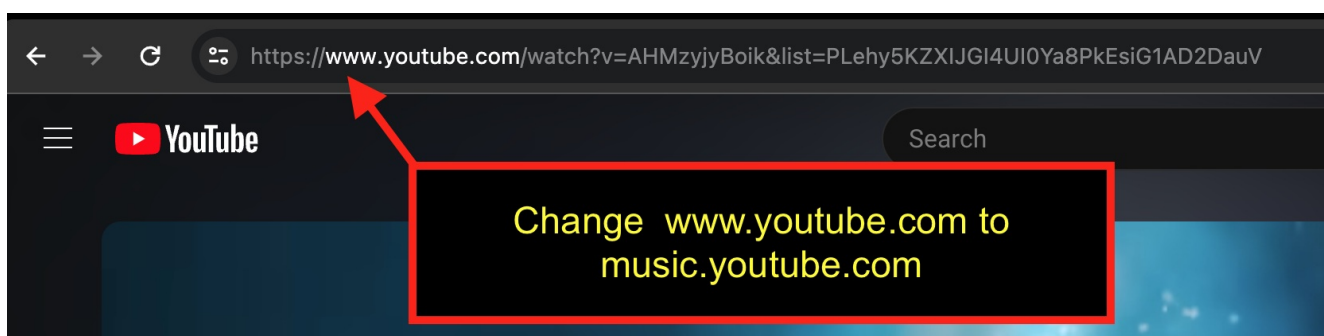 https://www.youtube.com/watch?v=AHMzyjyBoik&list=PLehy5KZXIJGI4UI0Ya8PkEsiG1AD2DauV
YouTube
Search
Change  www.youtube.com to
music.youtube.com